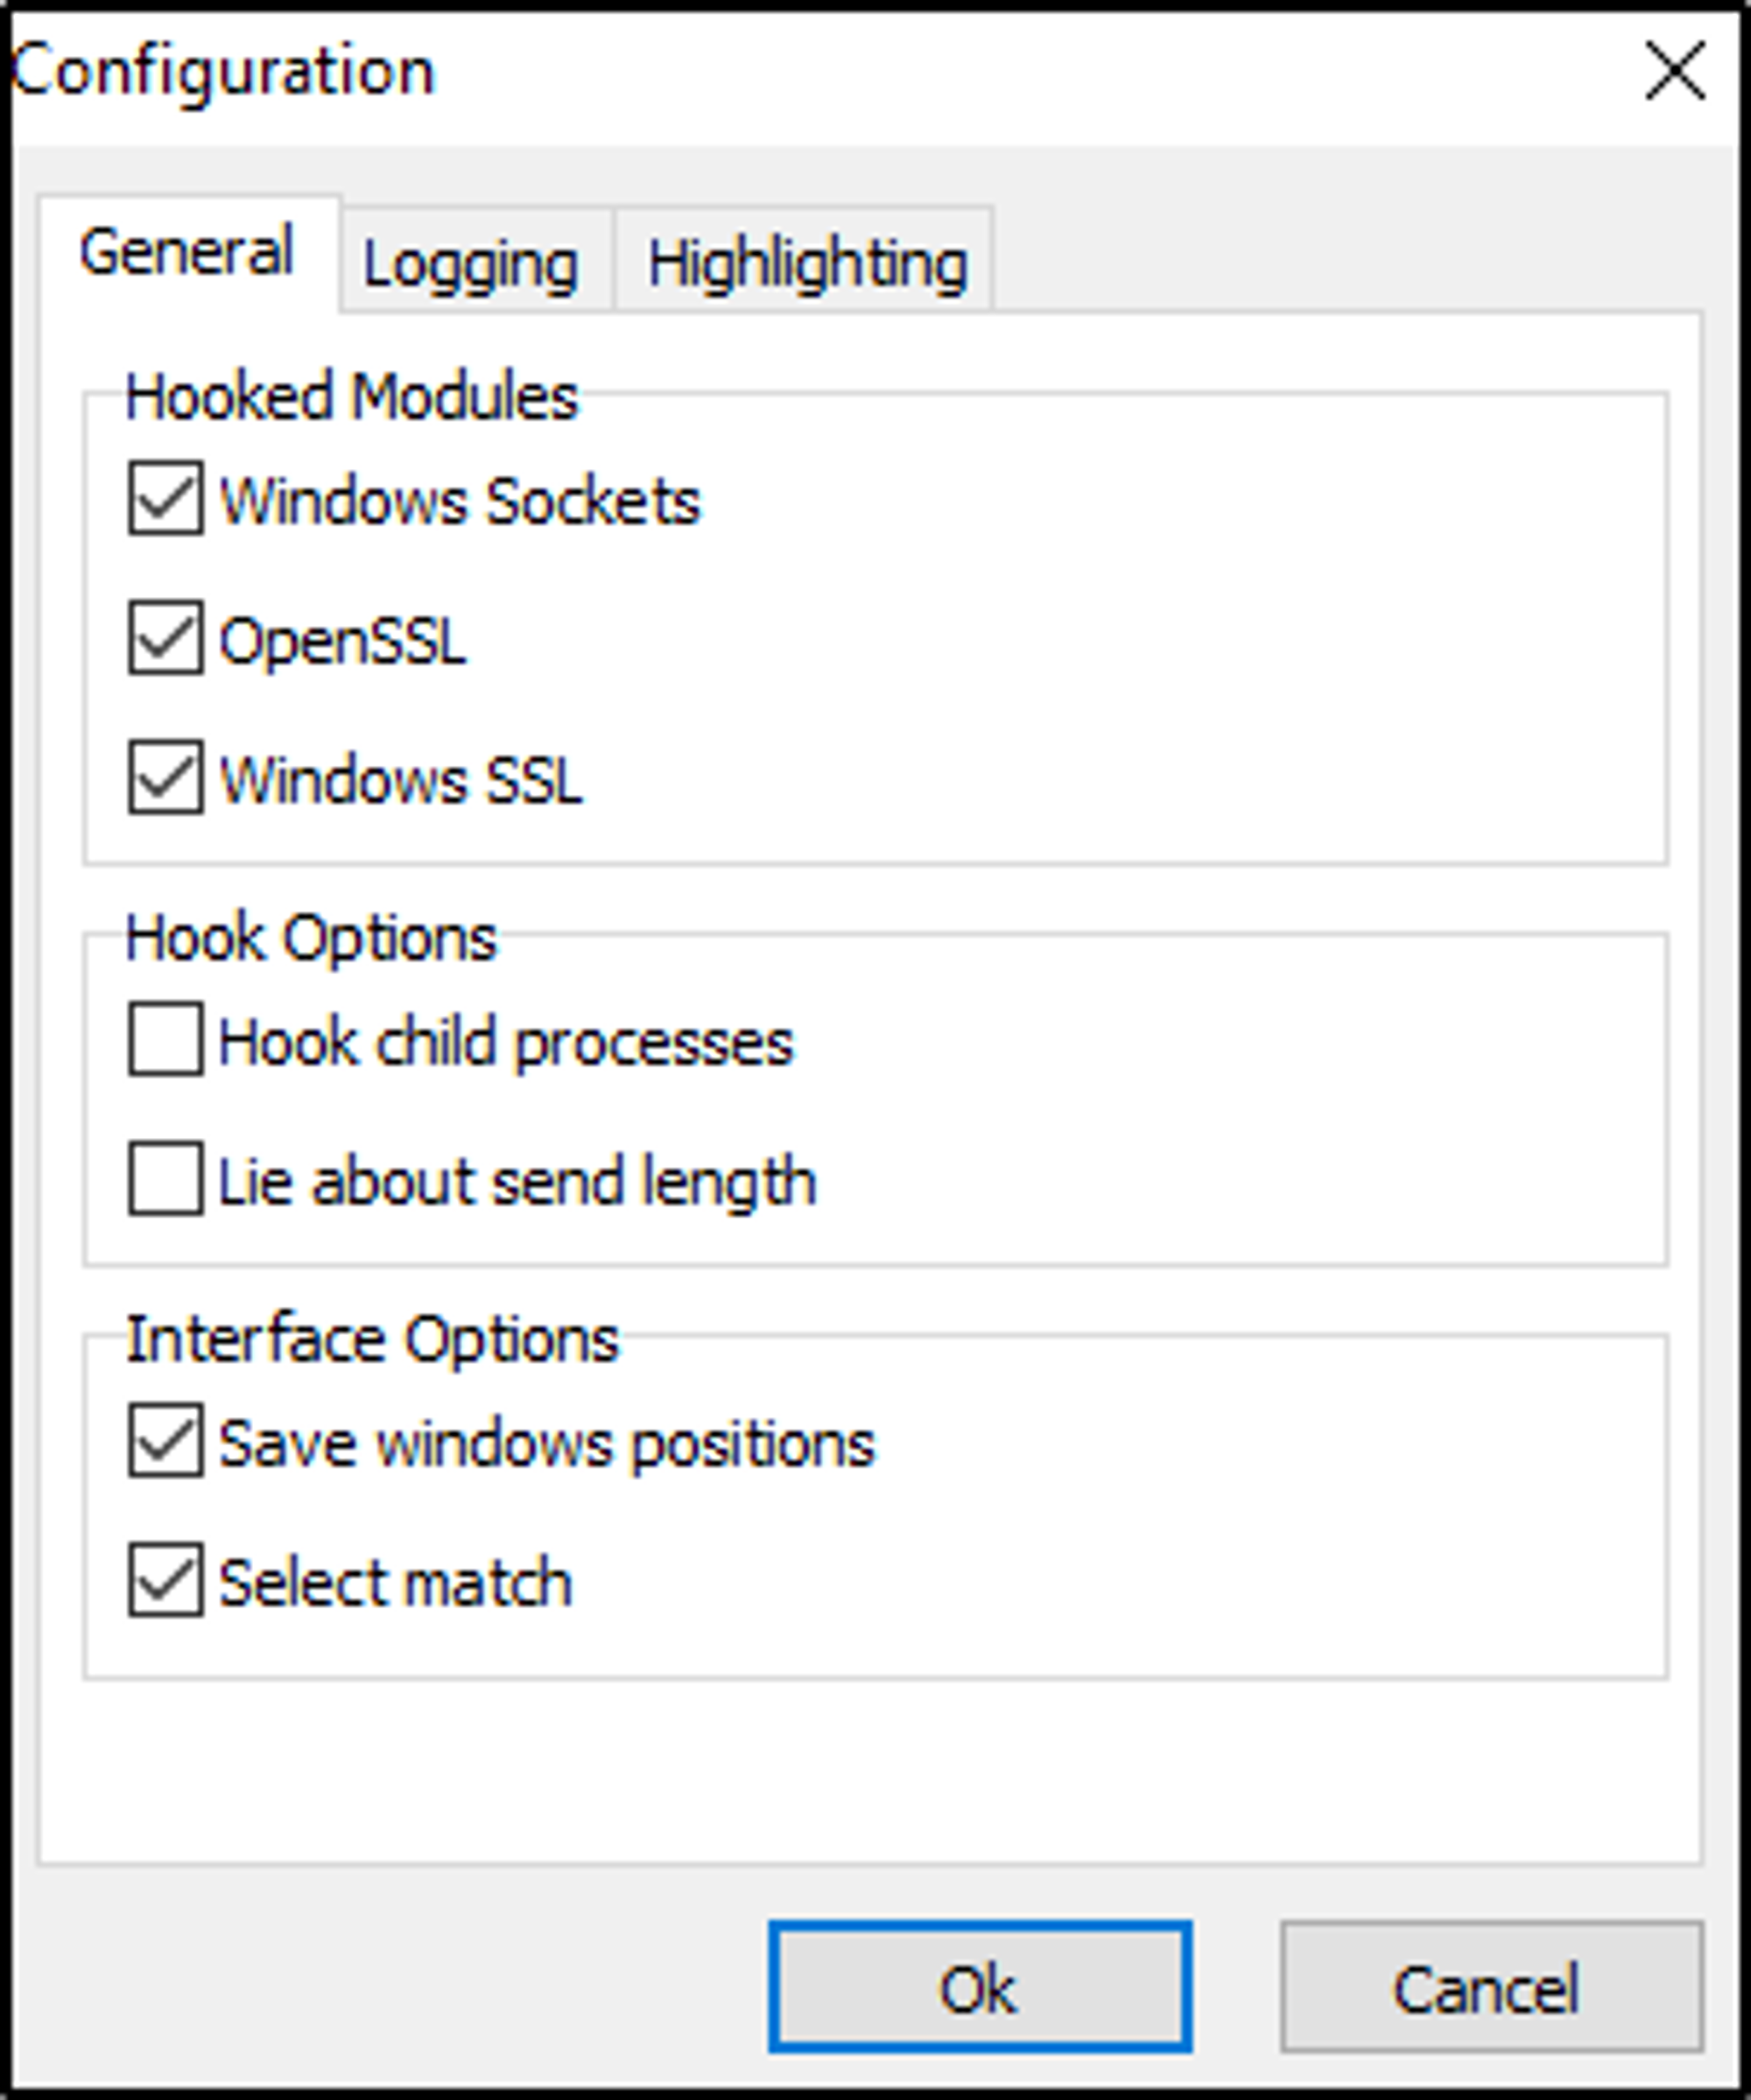 Configuration
General Logging Highlighting
Hooked Modules
Windows Sockets
OpenSSL
Windows SSL
Hook Options
Hook child processes
Lie about send length
Interface Options
Save windows positions
Select match
Ok Cancel